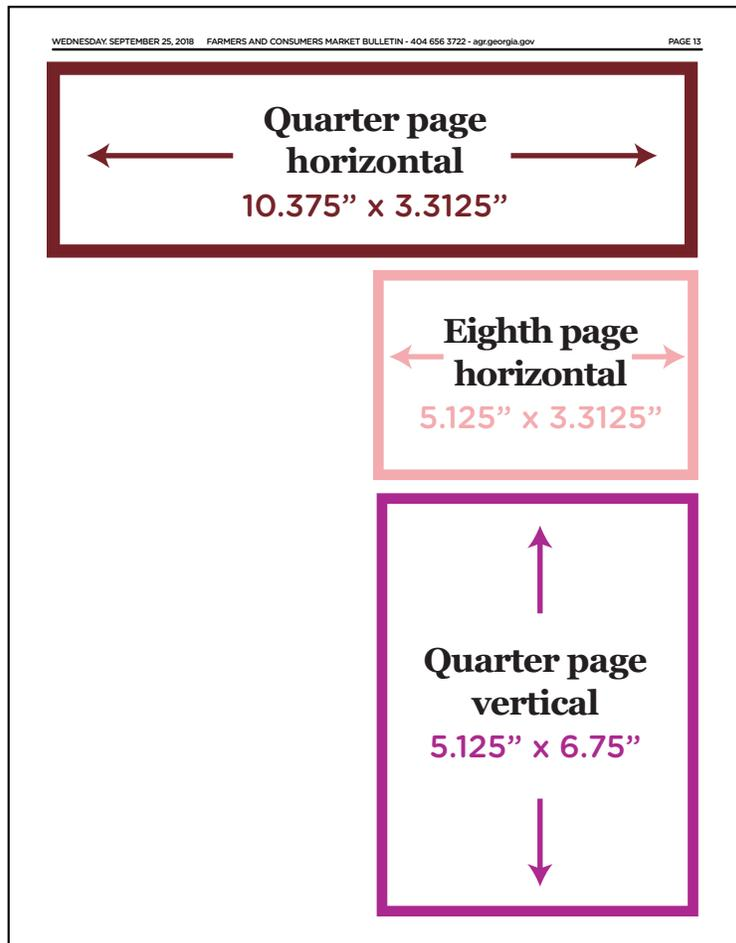 WEDNESDAY. SEPTEMBER 25, 2018 FARMERS AND CONSUMERS MARKET BULLETIN - 404 656 3722 - agr.georgia.gov PAGE 13
Quarter page
horizontal
10.375” x 3.3125”
Eighth page
horizontal
5.125” x 3.3125”
Quarter page
vertical
5.125” x 6.75”